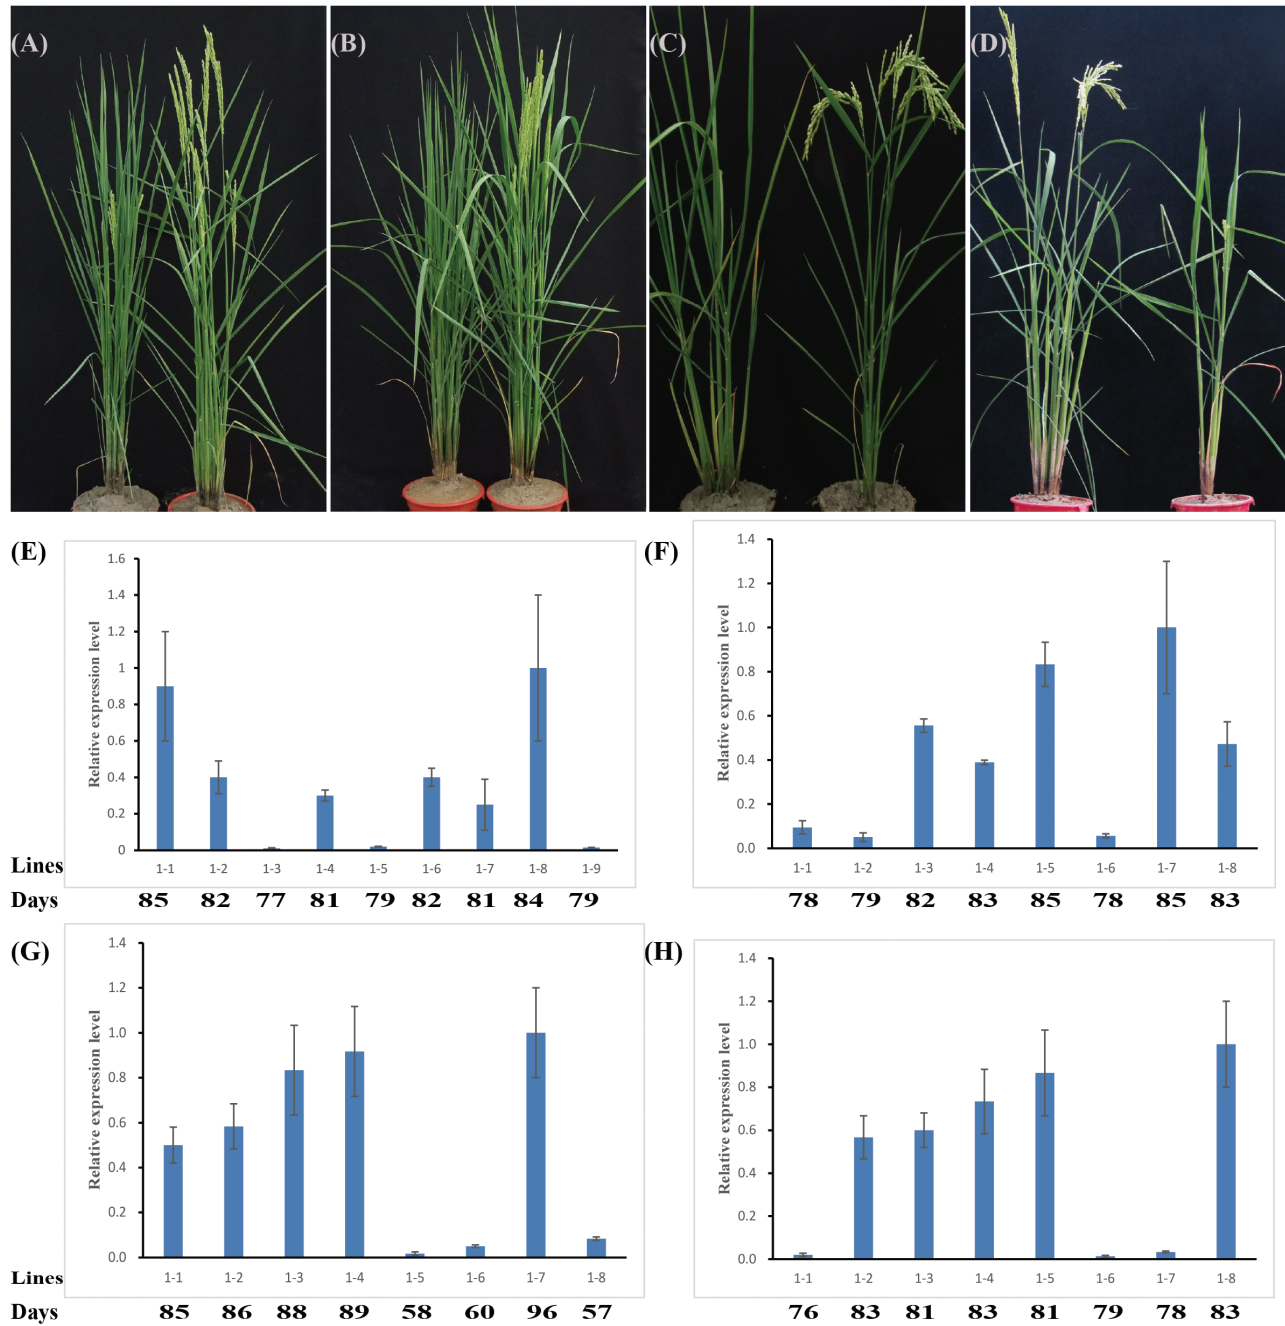 (A) (B) (C) (D)
(E)
Relative expression level
1.6
1.4
1.2
1
0.8
0.6
0.4
0.2
0
Lines 1-1 1-2 1-3 1-4 1-5 1-6 1-7 1-8 1-9
Days 85 82 77 81 79 82 81 84 79
(F)
Relative expression level
1.4
1.2
1.0
0.8
0.6
0.4
0.2
0.0
1-1 1-2 1-3 1-4 1-5 1-6 1-7 1-8
78 79 82 83 85 78 85 83
(G)
Relative expression level
1.4
1.2
1.0
0.8
0.6
0.4
0.2
0.0
Lines 1-1 1-2 1-3 1-4 1-5 1-6 1-7 1-8
Days 85 86 88 89 58 60 96 57
(H)
Relative expression level
1.4
1.2
1.0
0.8
0.6
0.4
0.2
0.0
1-1 1-2 1-3 1-4 1-5 1-6 1-7 1-8
76 83 81 83 81 79 78 83